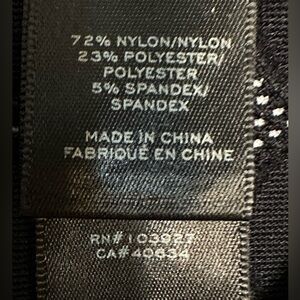 72% NYLON/NYLON
23% POLYESTER/
POLYESTER
5% SPANDEX/
SPANDEX
MADE IN CHINA
FABRIQUÉ EN CHINE
RN# 103927
CA#40634